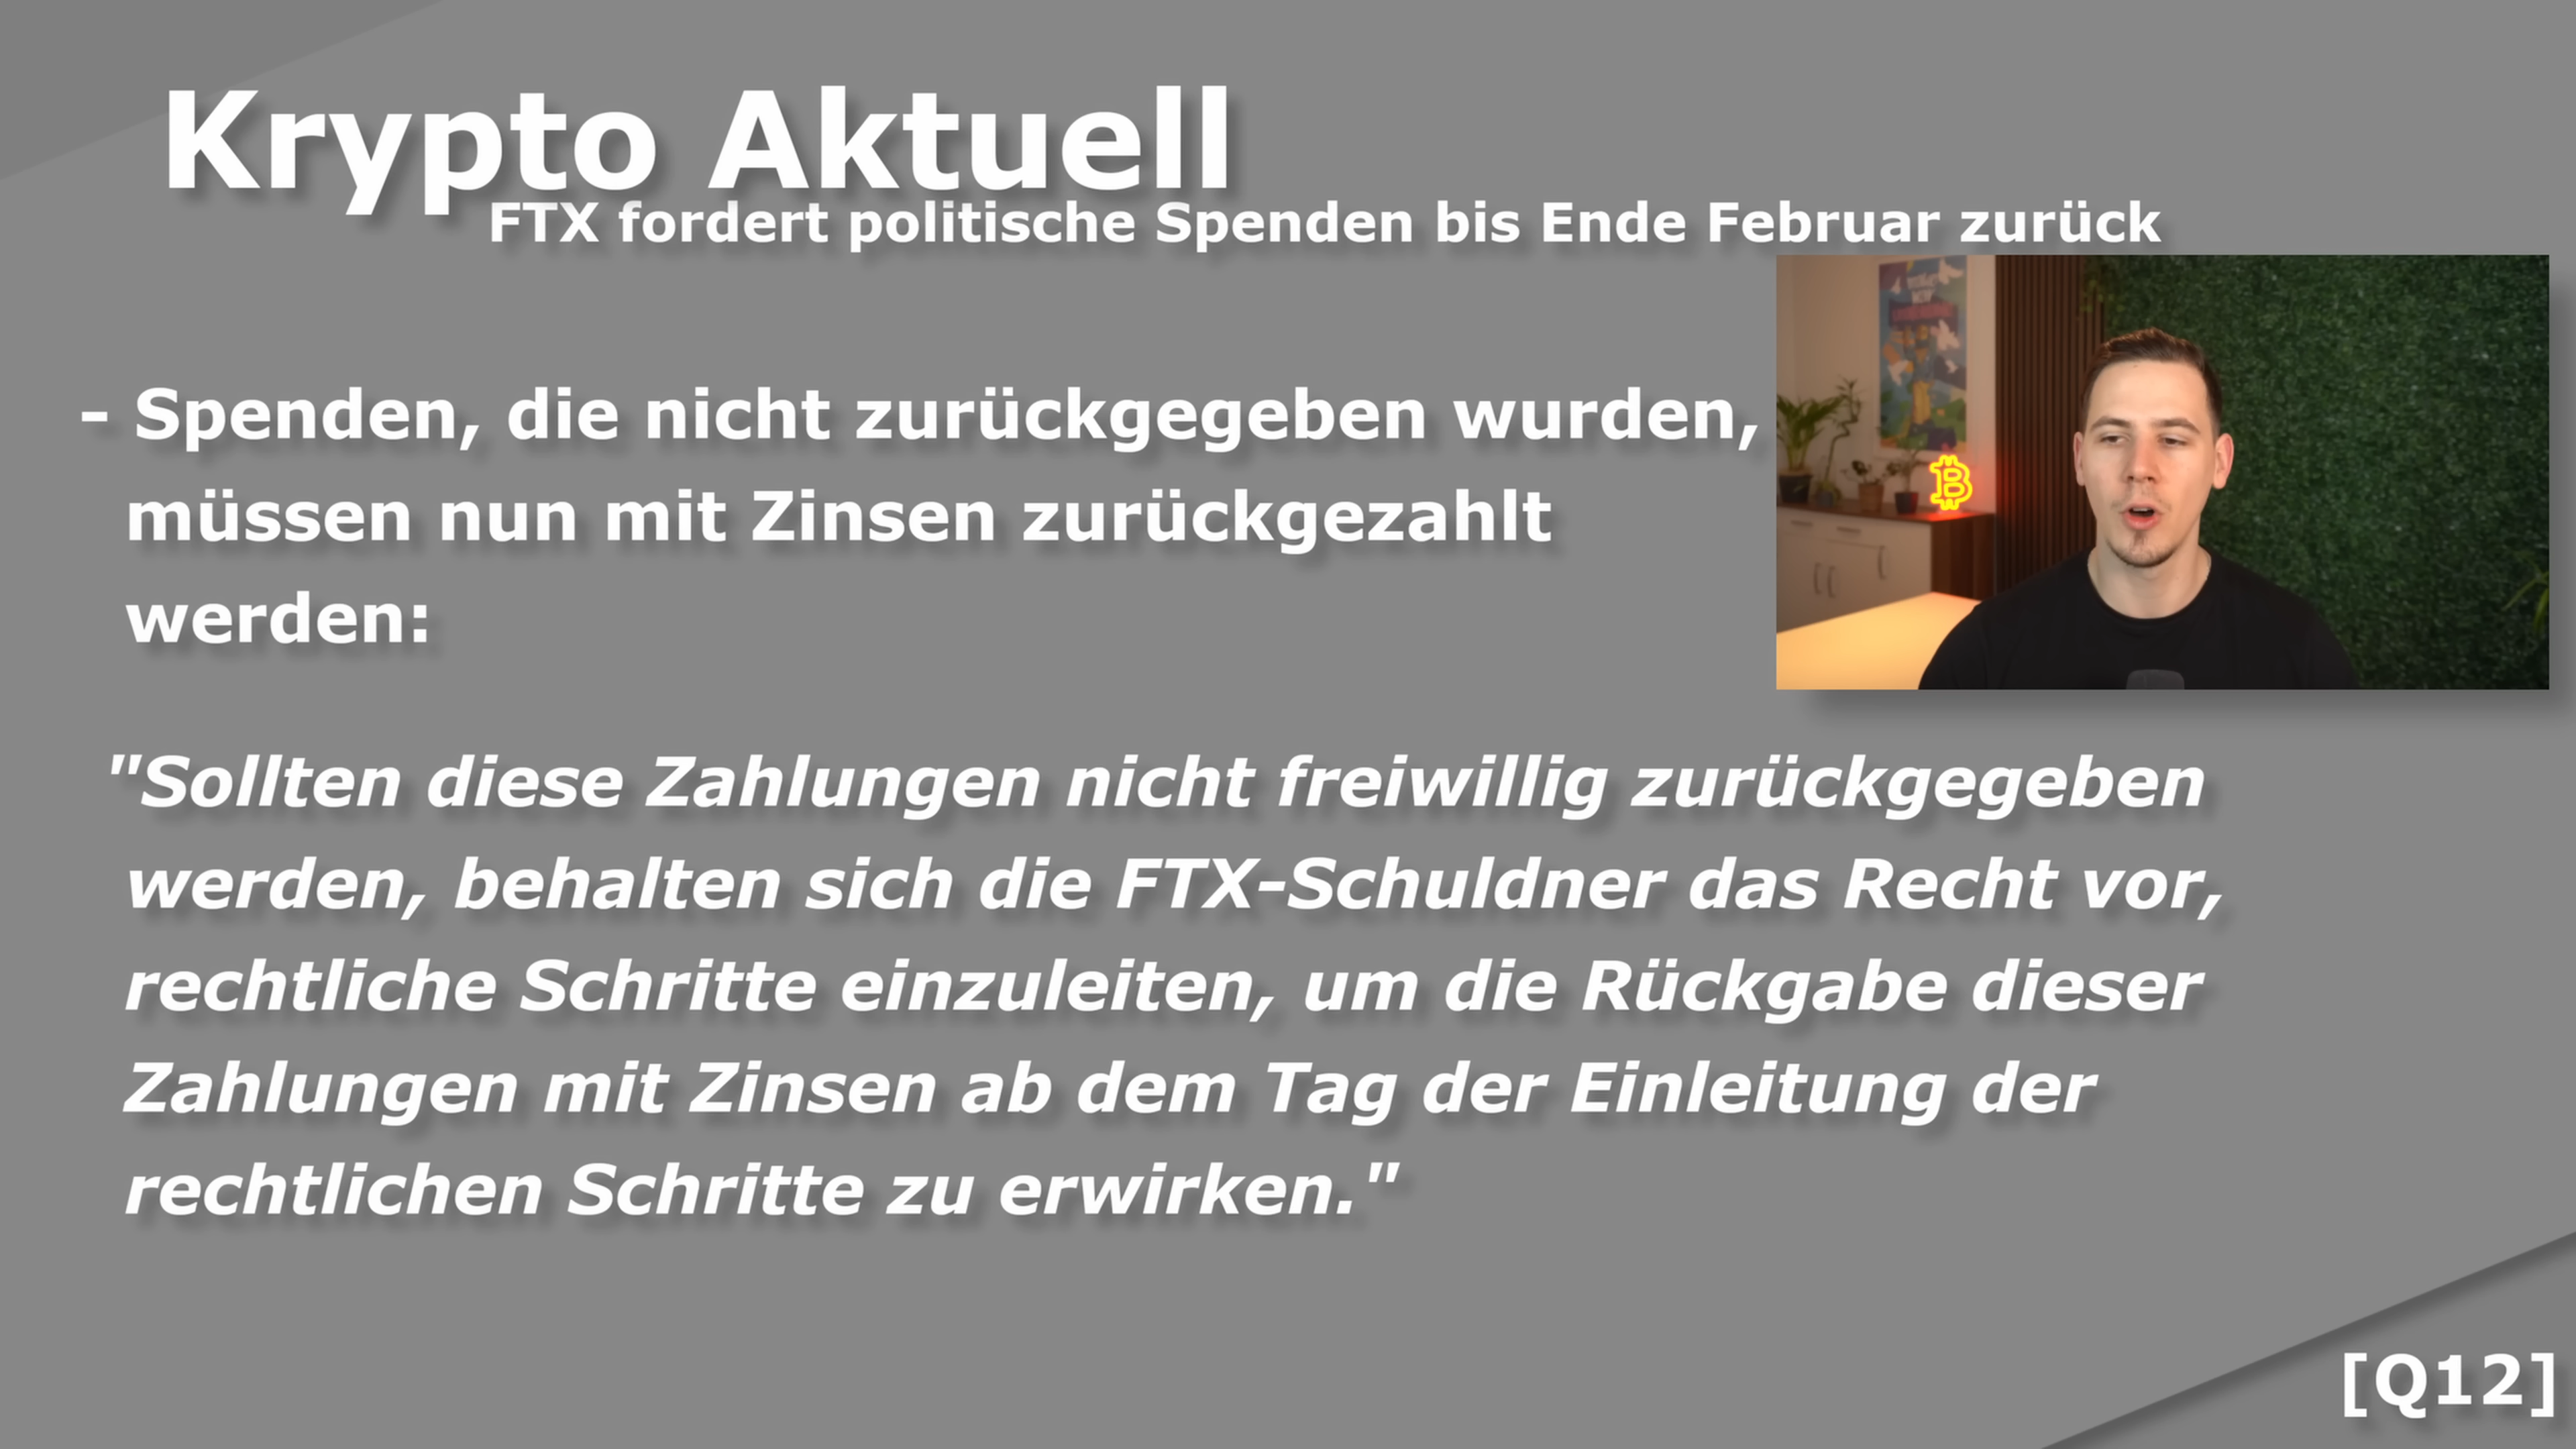 Krypto Aktuell
FTX fordert politische Spenden bis Ende Februar zurück
- Spenden, die nicht zurückgegeben wurden,
müssen nun mit Zinsen zurückgezahlt
werden:
"Sollten diese Zahlungen nicht freiwillig zurückgegeben
werden, behalten sich die FTX-Schuldner das Recht vor,
rechtliche Schritte einzuleiten, um die Rückgabe dieser
Zahlungen mit Zinsen ab dem Tag der Einleitung der
rechtlichen Schritte zu erwirken."
[Q12]